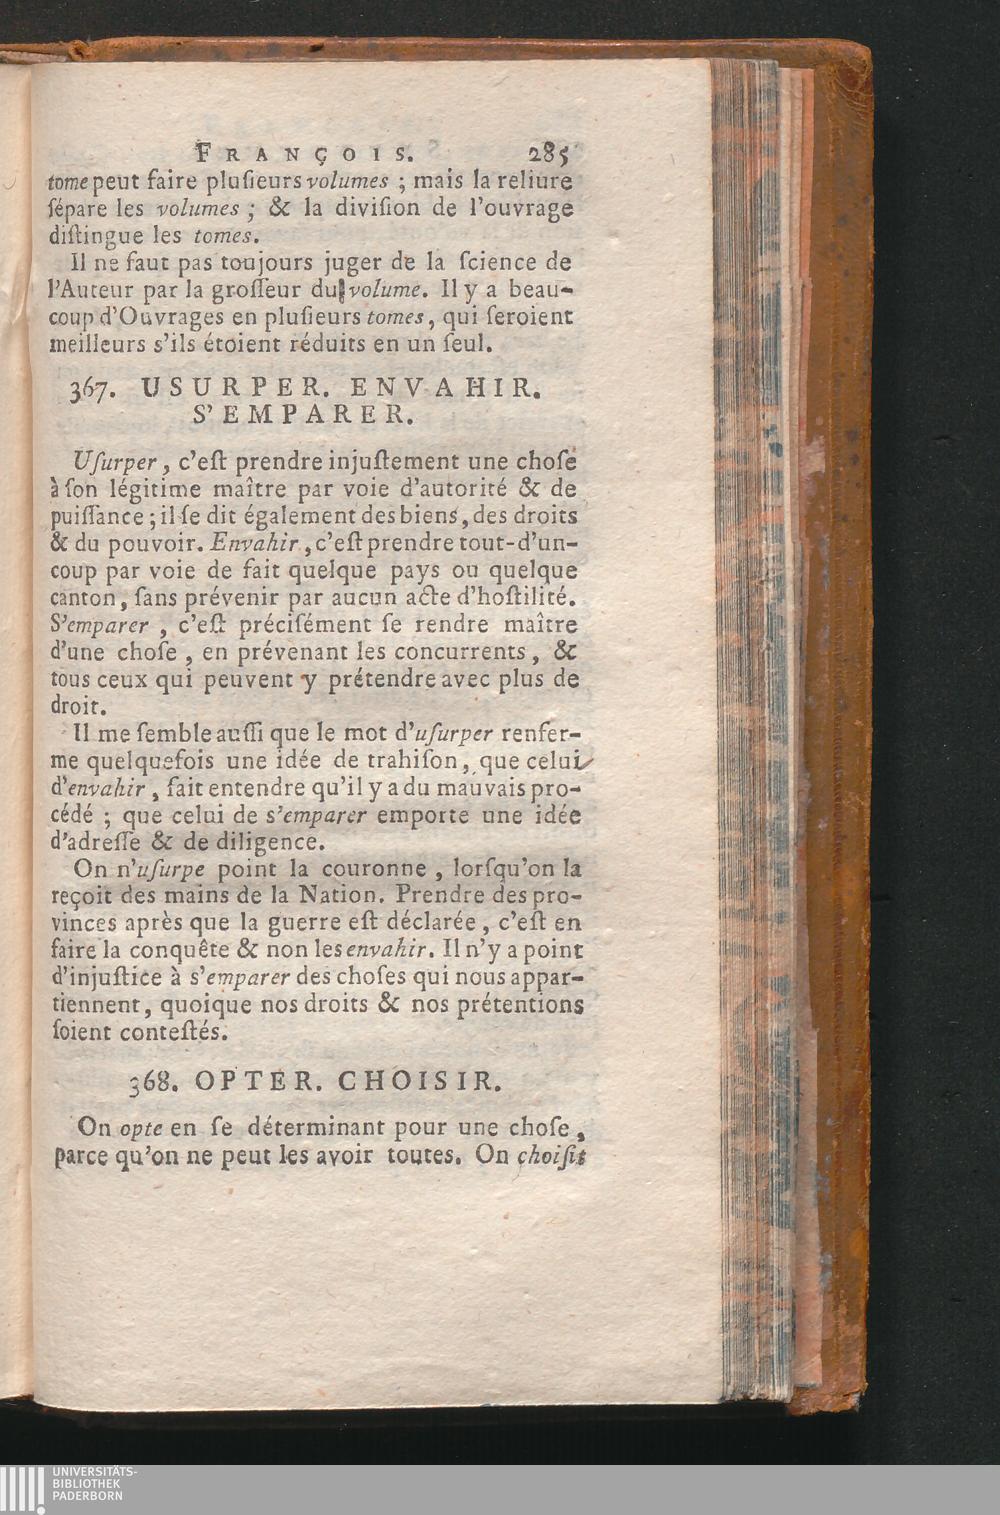 FRANÇOIS. 285
tome peut faire pluſieurs volumes ; mais la reliure
ſépare les volumes ; & la diviſion de l'ouvrage
diſtingue les tomes.
Il ne faut pas toujours juger de la ſcience de
l'Auteur par la groſſeur du volume. Il y a beau-
coup d'Ouvrages en pluſieurs tomes, qui ſeroient
meilleurs s'ils étoient réduits en un ſeul.
367. USURPER. ENVAHIR.
S'EMPARER.
Uſurper, c'eſt prendre injuſtement une choſe
à ſon légitime maître par voie d'autorité & de
puiſſance ; il ſe dit également des biens, des droits
& du pouvoir. Envahir, c'eſt prendre tout-d'un-
coup par voie de fait quelque pays ou quelque
canton, ſans prévenir par aucun acte d'hoſtilité.
S'emparer, c'eſt préciſément ſe rendre maître
d'une choſe, en prévenant les concurrents, &
tous ceux qui peuvent y prétendre avec plus de
droit.
Il me ſemble auſſi que le mot d'uſurper renfer-
me quelquefois une idée de trahiſon, que celui
d'envahir, fait entendre qu'il y a du mauvais pro-
cédé ; que celui de s'emparer emporte une idée
d'adreſſe & de diligence.
On n'uſurpe point la couronne, lorſqu'on la
reçoit des mains de la Nation. Prendre des pro-
vinces après que la guerre eſt déclarée, c'eſt en
faire la conquête & non les envahir. Il n'y a point
d'injuſtice à s'emparer des choſes qui nous appar-
tiennent, quoique nos droits & nos prétentions
ſoient conteſtés.
368. OPTER. CHOISIR.
On opte en ſe déterminant pour une choſe,
parce qu'on ne peut les avoir toutes. On choiſit
UNIVERSITÄTS-
BIBLIOTHEK
PADERBORN